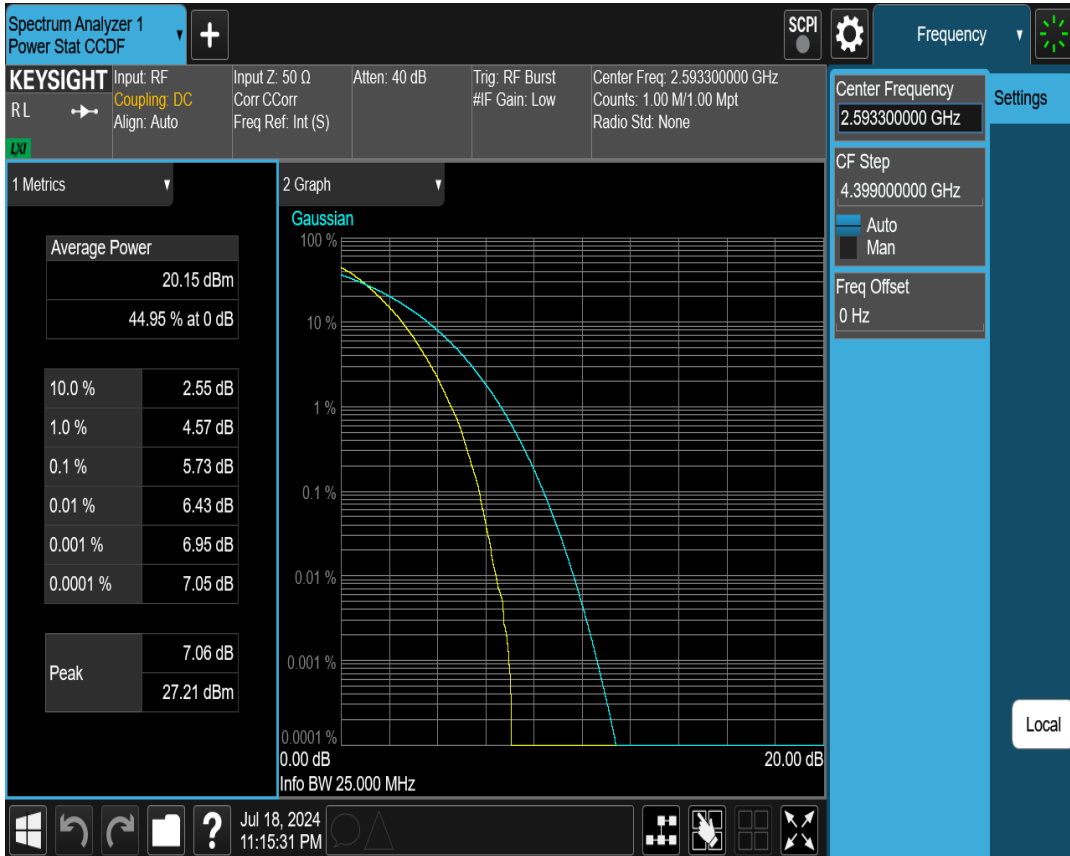 Spectrum Analyzer 1
Power Stat CCDF
+
SCPI
Frequency
KEYSIGHT
R L
LXI
Input: RF
Coupling: DC
Align: Auto
Input Z: 50 Ω
Corr CCorr
Freq Ref: Int (S)
Atten: 40 dB
Trig: RF Burst
#IF Gain: Low
Center Freq: 2.593300000 GHz
Counts: 1.00 M/1.00 Mpt
Radio Std: None
Center Frequency
2.593300000 GHz
Settings
CF Step
4.399000000 GHz
Auto
Man
Freq Offset
0 Hz
1 Metrics
Average Power
20.15 dBm
44.95 % at 0 dB
10.0 % 2.55 dB
1.0 % 4.57 dB
0.1 % 5.73 dB
0.01 % 6.43 dB
0.001 % 6.95 dB
0.0001 % 7.05 dB
Peak
7.06 dB
27.21 dBm
2 Graph
Gaussian
100 %
10 %
1 %
0.1 %
0.01 %
0.001 %
0.0001 %
0.00 dB 20.00 dB
Info BW 25.000 MHz
Local
?
Jul 18, 2024
11:15:31 PM